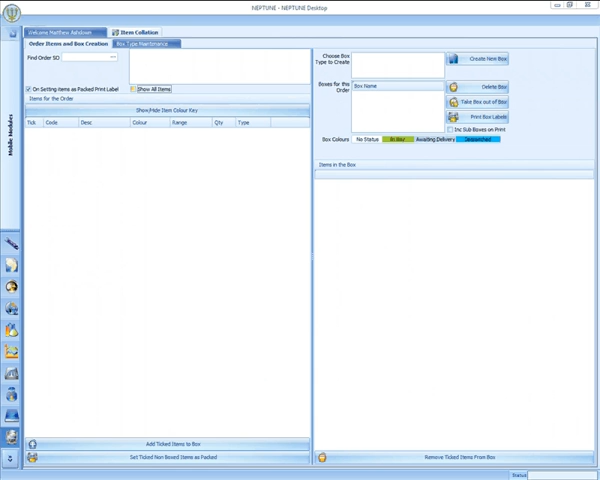 NEPTUNE - NEPTUNE Desktop
Welcome Matthew Ashdown
Item Collation
Order Items and Box Creation
Box Type Maintenance
Find Order SO
On Setting Items as Packed Print Label
Show All Items
Items for the Order
Show/Hide Item Colour Key
Tick Code Desc Colour Range Qty Type
Add Ticked Items to Box
Set Ticked Non Boxed Items as Packed
Choose Box
Type to Create
Create New Box
Boxes for this
Order
Box Name
Delete Box
Take Box out of Box
Print Box Labels
Inc Sub Boxes on Print
Box Colours No Status In Box/ Awaiting Delivery Despatched
Items in the Box
Remove Ticked Items From Box
Mobile Modules
Status